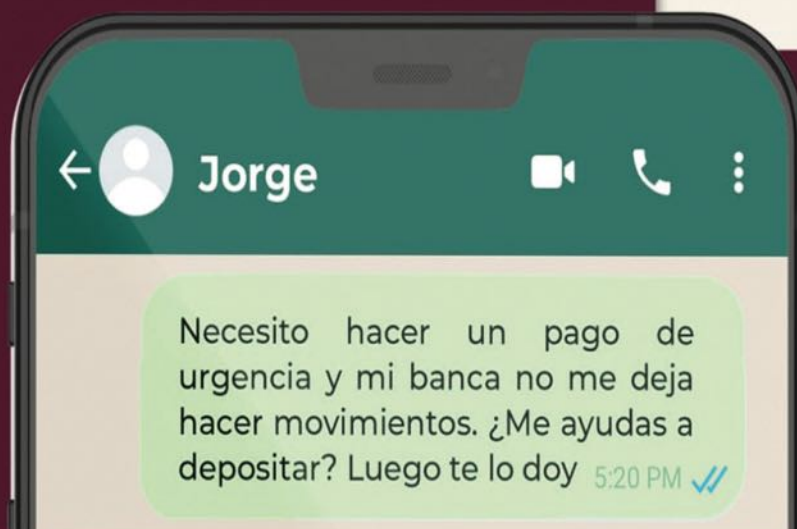 Jorge
Necesito hacer un pago de
urgencia y mi banca no me deja
hacer movimientos. ¿Me ayudas a
depositar? Luego te lo doy 5:20 PM